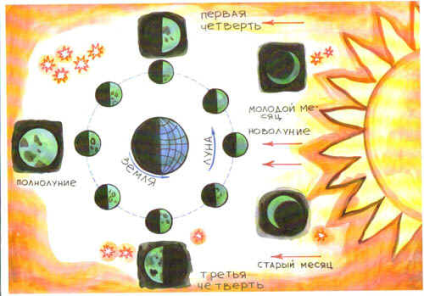 первая
четверть
молодой ме-
сяц
новолуние
луна
земля
полнолуние
старый месяц
третья
четверть